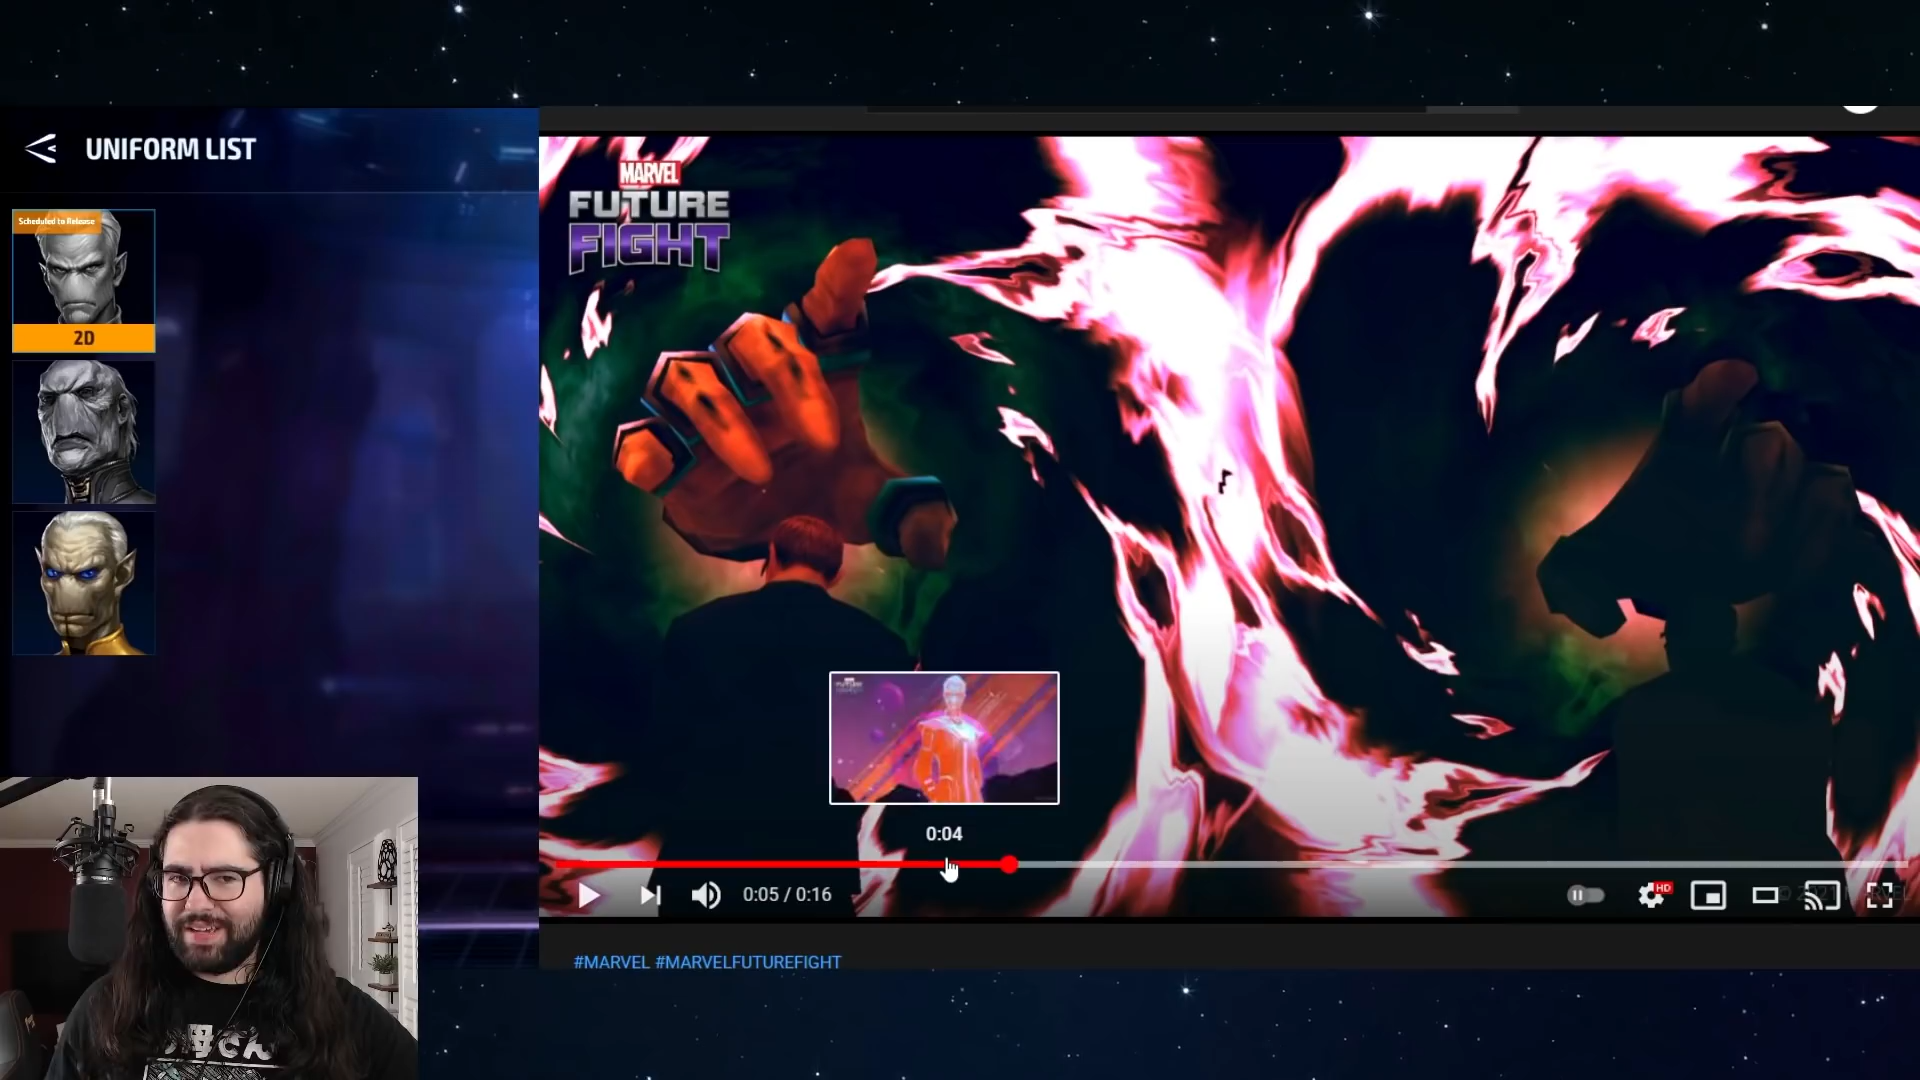 UNIFORM LIST
Scheduled to Release
2D
MARVEL
FUTURE
FIGHT
0:04
0:05 / 0:16
HD
#MARVEL #MARVELFUTUREFIGHT